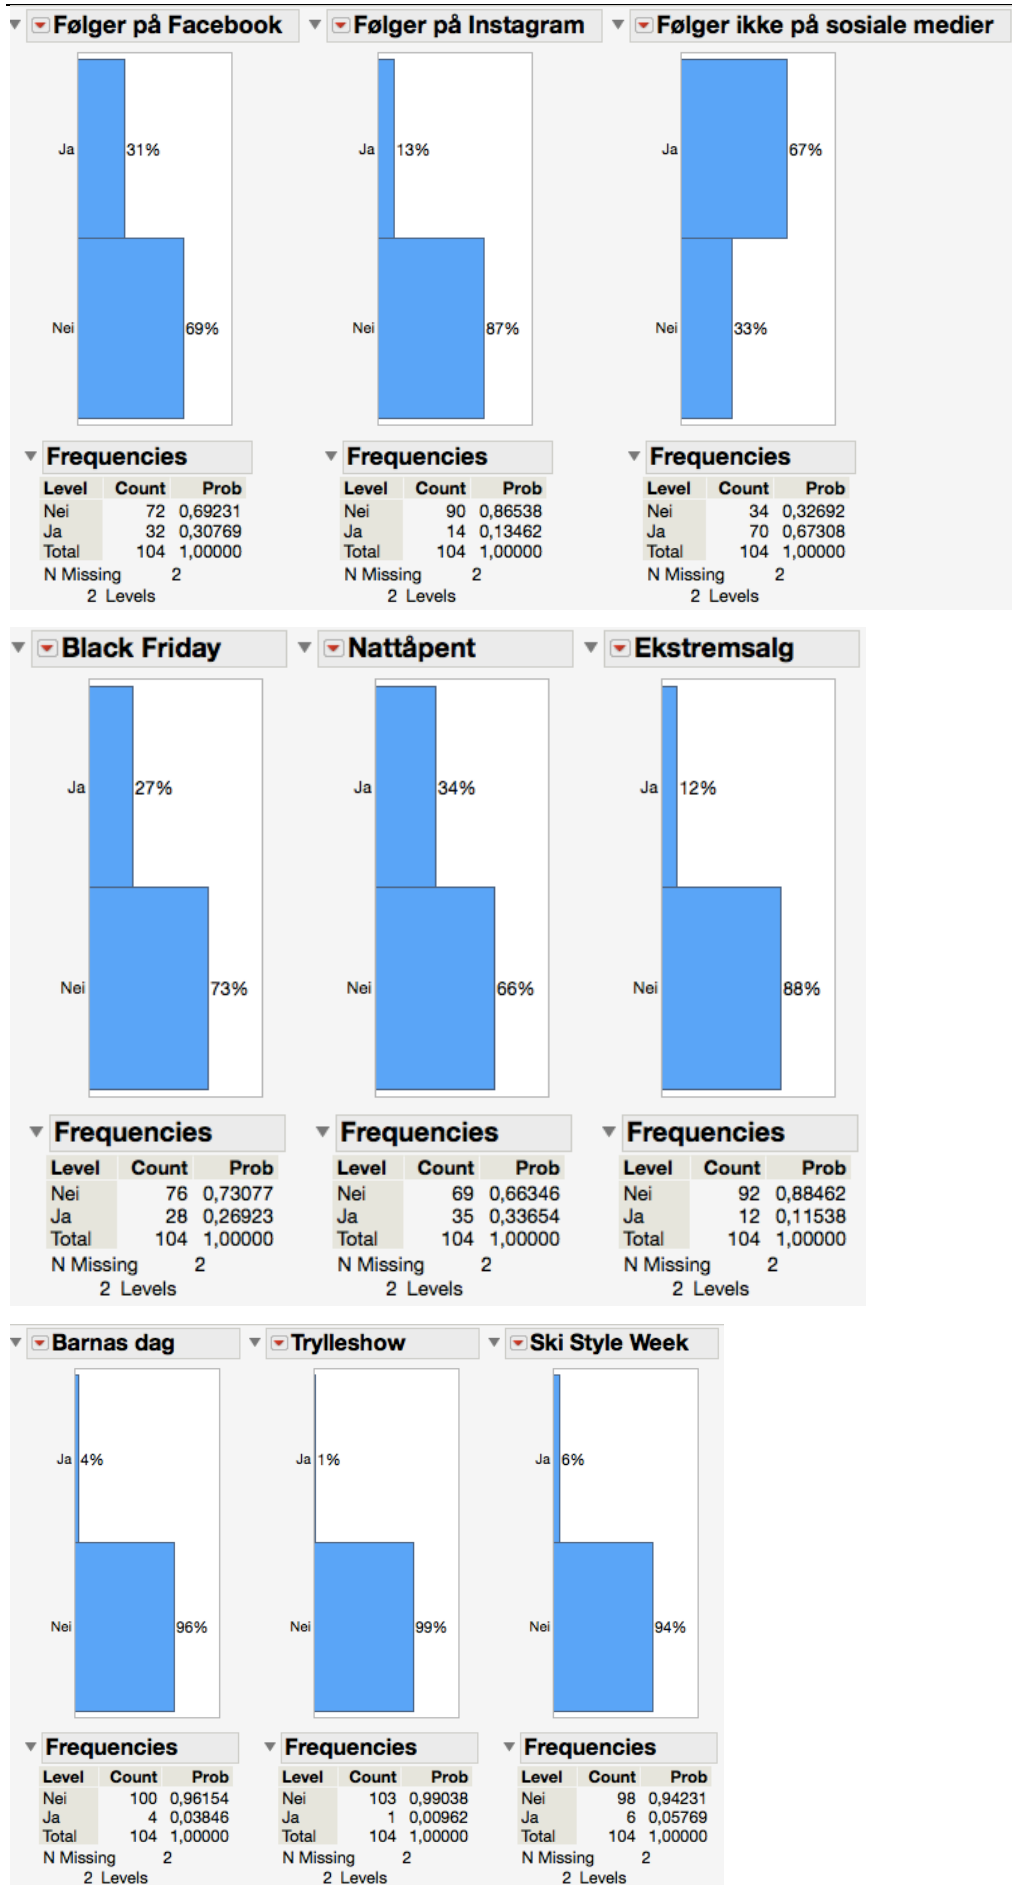 Følger på Facebook
Ja 31%
Nei 69%
Frequencies
Level Count Prob
Nei 72 0,69231
Ja 32 0,30769
Total 104 1,00000
N Missing 2
2 Levels
Følger på Instagram
Ja 13%
Nei 87%
Frequencies
Level Count Prob
Nei 90 0,86538
Ja 14 0,13462
Total 104 1,00000
N Missing 2
2 Levels
Følger ikke på sosiale medier
Ja 67%
Nei 33%
Frequencies
Level Count Prob
Nei 34 0,32692
Ja 70 0,67308
Total 104 1,00000
N Missing 2
2 Levels
Black Friday
Ja 27%
Nei 73%
Frequencies
Level Count Prob
Nei 76 0,73077
Ja 28 0,26923
Total 104 1,00000
N Missing 2
2 Levels
Nattåpent
Ja 34%
Nei 66%
Frequencies
Level Count Prob
Nei 69 0,66346
Ja 35 0,33654
Total 104 1,00000
N Missing 2
2 Levels
Ekstremsalg
Ja 12%
Nei 88%
Frequencies
Level Count Prob
Nei 92 0,88462
Ja 12 0,11538
Total 104 1,00000
N Missing 2
2 Levels
Barnas dag
Ja 4%
Nei 96%
Frequencies
Level Count Prob
Nei 100 0,96154
Ja 4 0,03846
Total 104 1,00000
N Missing 2
2 Levels
Trylleshow
Ja 1%
Nei 99%
Frequencies
Level Count Prob
Nei 103 0,99038
Ja 1 0,00962
Total 104 1,00000
N Missing 2
2 Levels
Ski Style Week
Ja 6%
Nei 94%
Frequencies
Level Count Prob
Nei 98 0,94231
Ja 6 0,05769
Total 104 1,00000
N Missing 2
2 Levels